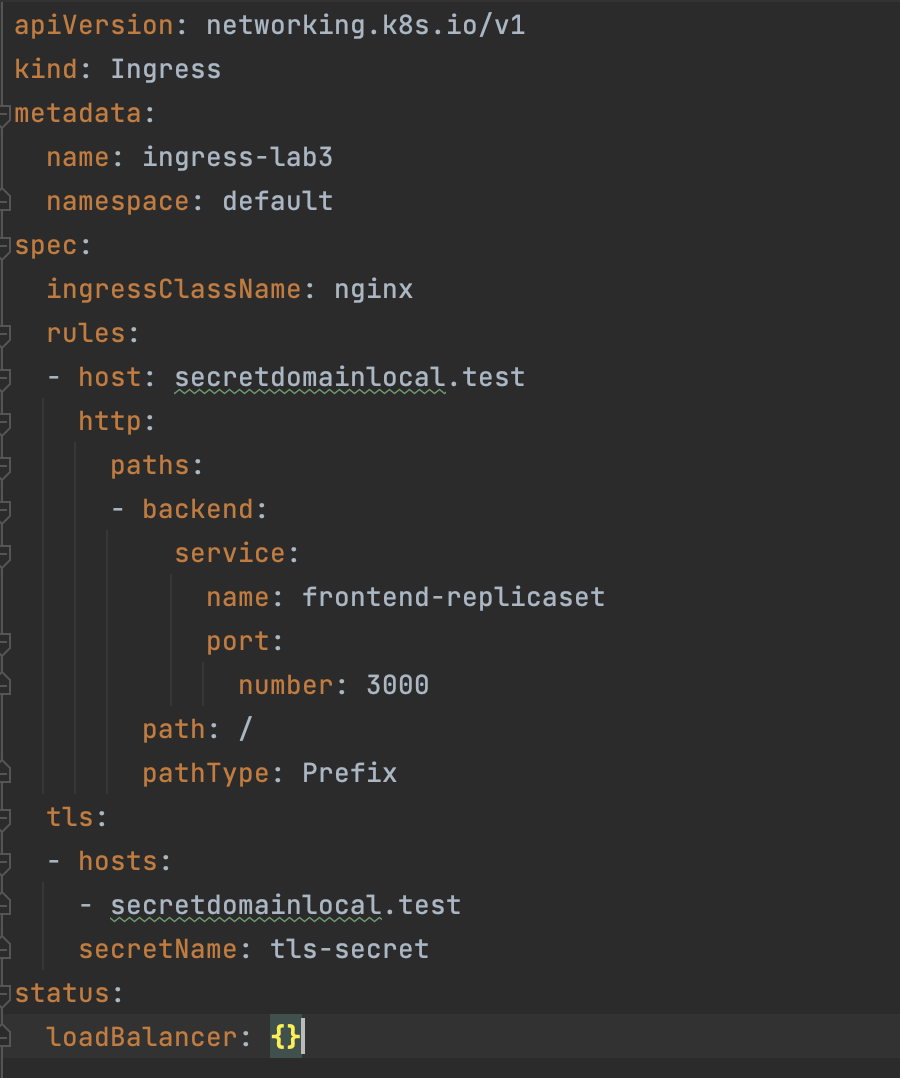 apiVersion: networking.k8s.io/v1
kind: Ingress
metadata:
  name: ingress-lab3
  namespace: default
spec:
  ingressClassName: nginx
  rules:
  - host: secretdomainlocal.test
    http:
      paths:
      - backend:
          service:
            name: frontend-replicaset
            port:
              number: 3000
        path: /
        pathType: Prefix
  tls:
  - hosts:
    - secretdomainlocal.test
    secretName: tls-secret
status:
  loadBalancer: {}